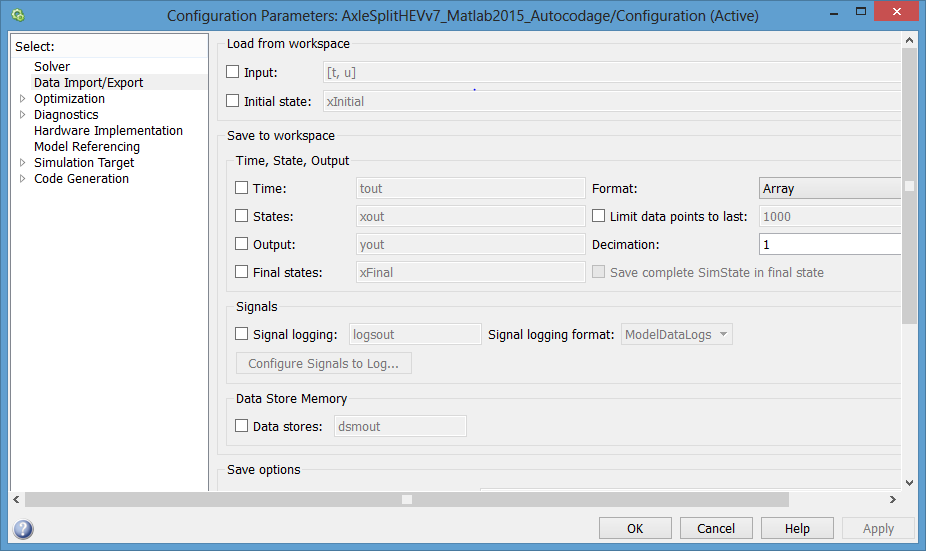 Configuration Parameters: AxleSplitHEVv7_Matlab2015_Autocodage/Configuration (Active)
Select:
Solver
Data Import/Export
Optimization
Diagnostics
Hardware Implementation
Model Referencing
Simulation Target
Code Generation
Load from workspace
Input: [t, u]
Initial state: xInitial
Save to workspace
Time, State, Output
Time: tout Format: Array
States: xout Limit data points to last: 1000
Output: yout Decimation: 1
Final states: xFinal Save complete SimState in final state
Signals
Signal logging: logsout Signal logging format: ModelDataLogs
Configure Signals to Log...
Data Store Memory
Data stores: dsmout
Save options
OK Cancel Help Apply